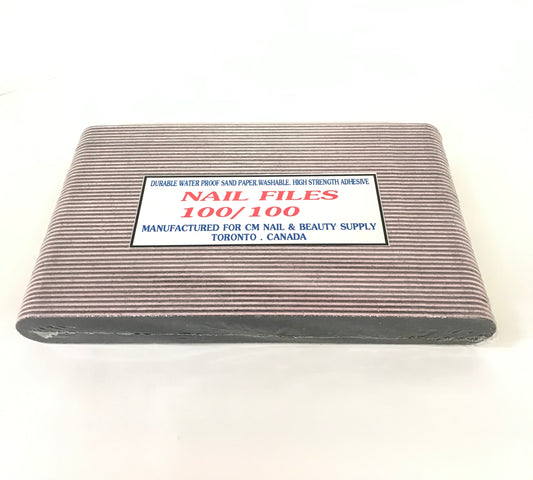 DURABLE WATER PROOF SAND PAPER.WASHABLE. HIGH STRENGTH ADHESIVE
NAIL FILES
100/100
MANUFACTURED FOR CM NAIL & BEAUTY SUPPLY
TORONTO . CANADA